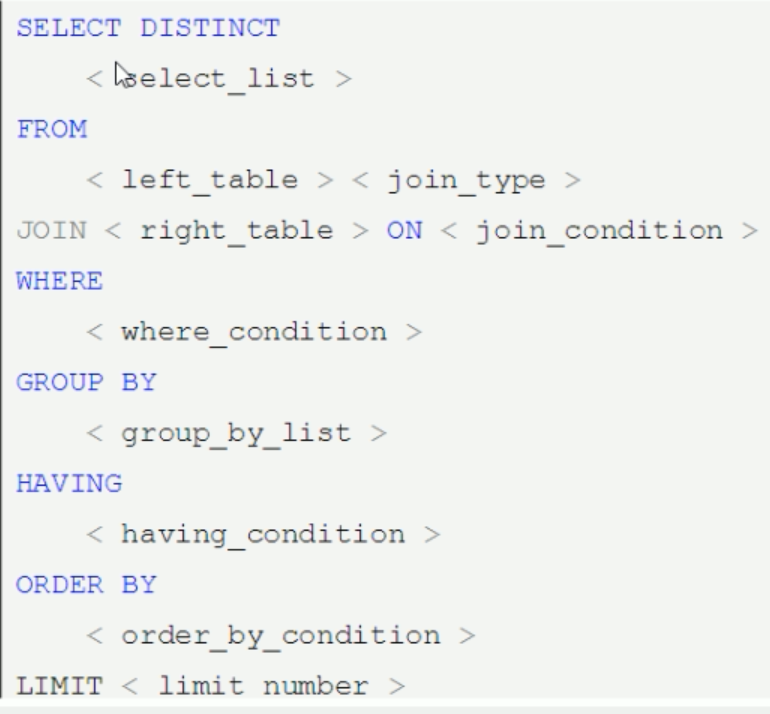 SELECT DISTINCT
< select_list >
FROM
< left_table > < join_type >
JOIN < right_table > ON < join_condition >
WHERE
< where_condition >
GROUP BY
< group_by_list >
HAVING
< having_condition >
ORDER BY
< order_by_condition >
LIMIT < limit number >